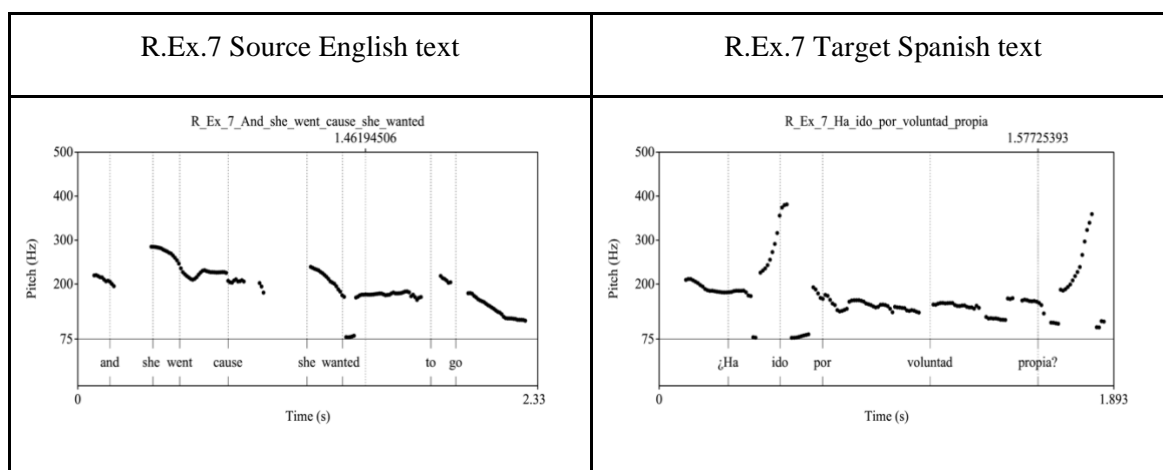 R.Ex.7 Source English text
R.Ex.7 Target Spanish text
R_Ex_7_And_she_went_cause_she_wanted
1.46194506
500
400
300
200
75
Pitch (Hz)
and she went cause she wanted to go
0
2.33
Time (s)
R_Ex_7_Ha_ido_por_voluntad_propia
1.57725393
500
400
300
200
75
Pitch (Hz)
¿Ha ido por voluntad propia?
0
1.893
Time (s)